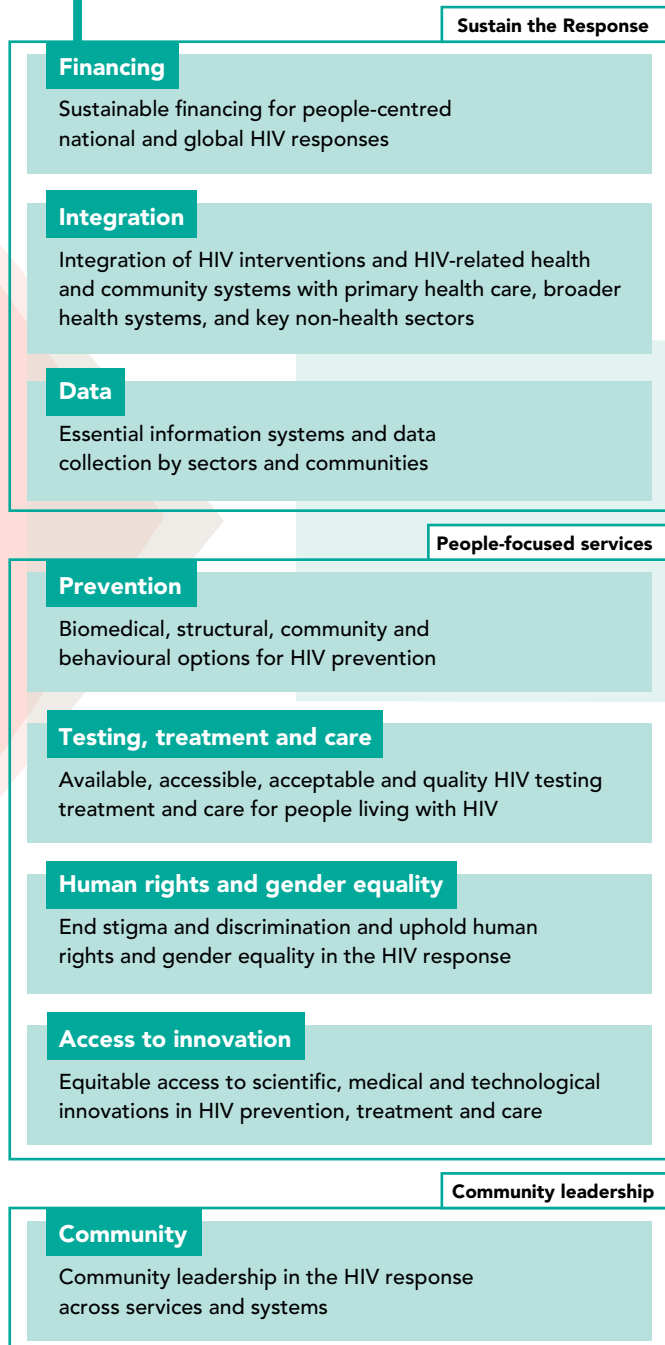 Sustain the Response
Financing
Sustainable financing for people-centred
national and global HIV responses
Integration
Integration of HIV interventions and HIV-related health
and community systems with primary health care, broader
health systems, and key non-health sectors
Data
Essential information systems and data
collection by sectors and communities
People-focused services
Prevention
Biomedical, structural, community and
behavioural options for HIV prevention
Testing, treatment and care
Available, accessible, acceptable and quality HIV testing
treatment and care for people living with HIV
Human rights and gender equality
End stigma and discrimination and uphold human
rights and gender equality in the HIV response
Access to innovation
Equitable access to scientific, medical and technological
innovations in HIV prevention, treatment and care
Community leadership
Community
Community leadership in the HIV response
across services and systems